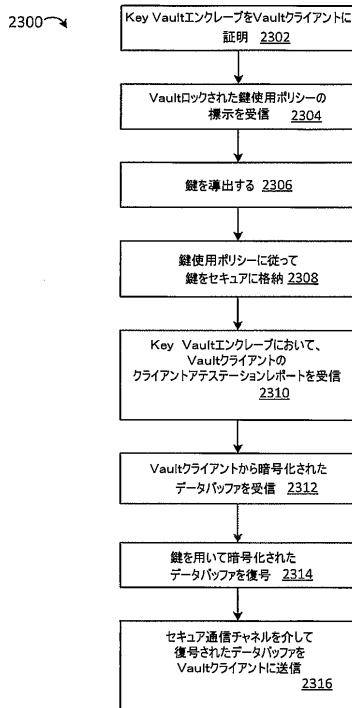 2300
Key VaultエンクレーブをVaultクライアントに
証明 2302
Vaultロックされた鍵使用ポリシーの
標示を受信 2304
鍵を導出する 2306
鍵使用ポリシーに従って
鍵をセキュアに格納 2308
Key Vaultエンクレーブにおいて、
Vaultクライアントの
クライアントアテステーションレポートを受信
2310
Vaultクライアントから暗号化された
データバッファを受信 2312
鍵を用いて暗号化された
データバッファを復号 2314
セキュア通信チャネルを介して
復号されたデータバッファを
Vaultクライアントに送信
2316